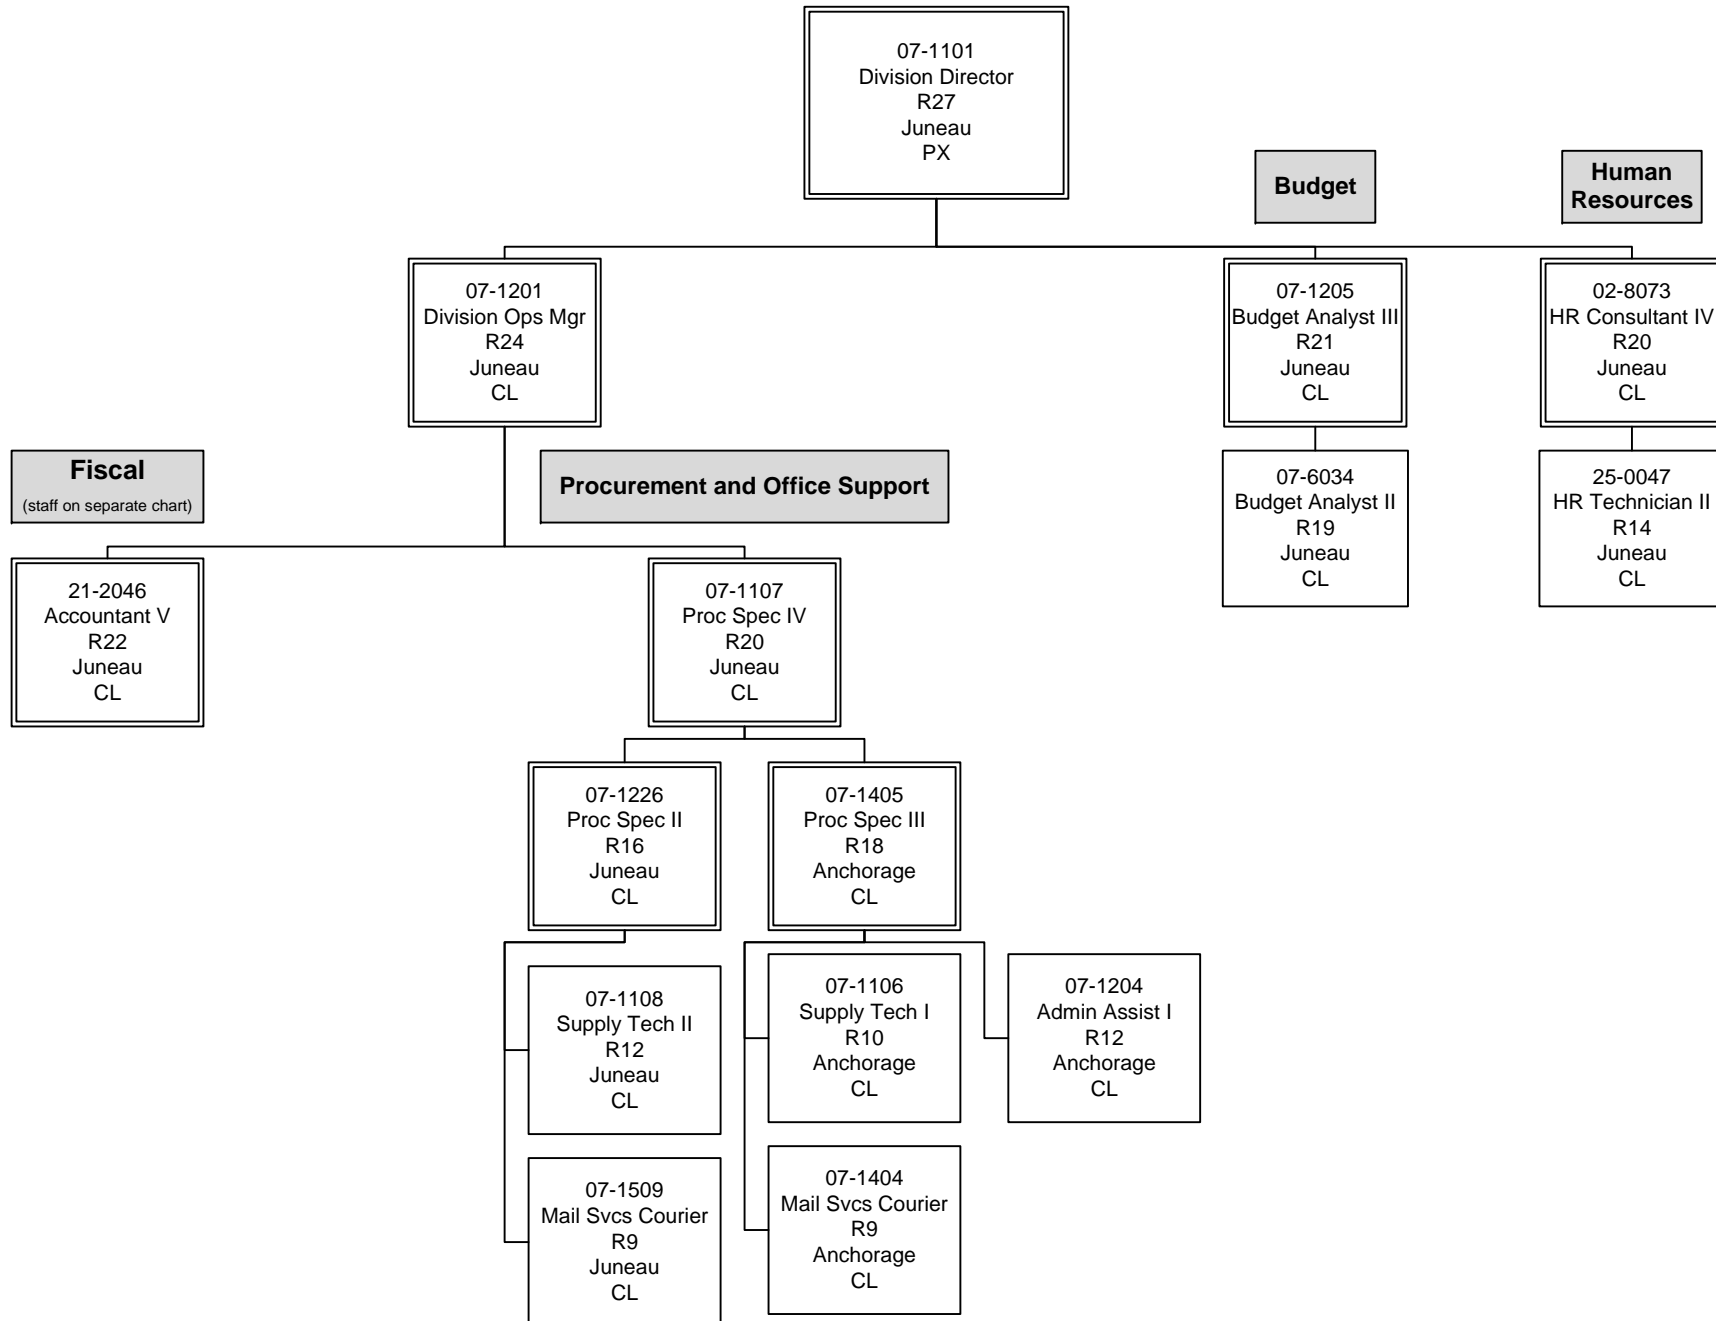 07-1101
Division Director
R27
Juneau
PX
Budget
Human
Resources
07-1201
Division Ops Mgr
R24
Juneau
CL
07-1205
Budget Analyst III
R21
Juneau
CL
02-8073
HR Consultant IV
R20
Juneau
CL
Fiscal
(staff on separate chart)
Procurement and Office Support
07-6034
Budget Analyst II
R19
Juneau
CL
25-0047
HR Technician II
R14
Juneau
CL
21-2046
Accountant V
R22
Juneau
CL
07-1107
Proc Spec IV
R20
Juneau
CL
07-1226
Proc Spec II
R16
Juneau
CL
07-1405
Proc Spec III
R18
Anchorage
CL
07-1108
Supply Tech II
R12
Juneau
CL
07-1106
Supply Tech I
R10
Anchorage
CL
07-1204
Admin Assist I
R12
Anchorage
CL
07-1509
Mail Svcs Courier
R9
Juneau
CL
07-1404
Mail Svcs Courier
R9
Anchorage
CL